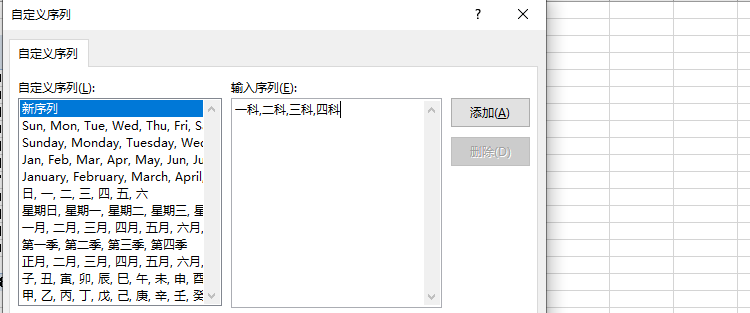 自定义序列
?
自定义序列
自定义序列(L):
输入序列(E):
新序列
Sun, Mon, Tue, Wed, Thu, Fri, Sa
Sunday, Monday, Tuesday, Wed
Jan, Feb, Mar, Apr, May, Jun, Ju
January, February, March, April,
日, 一, 二, 三, 四, 五, 六
星期日, 星期一, 星期二, 星期三, 星
一月, 二月, 三月, 四月, 五月, 六月,
第一季, 第二季, 第三季, 第四季
正月, 二月, 三月, 四月, 五月, 六月,
子, 丑, 寅, 卯, 辰, 巳, 午, 未, 申, 酉
甲, 乙, 丙, 丁, 戊, 己, 庚, 辛, 壬, 癸
一科,二科,三科,四科
添加(A)
删除(D)